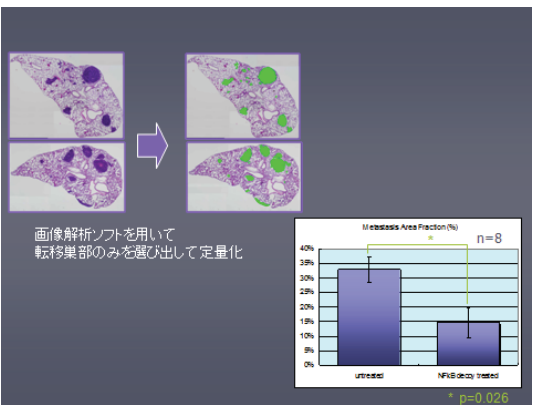 画像解析ソフトを用いて
転移巣部のみを選び出して定量化
Metastasis Area Fraction (%)
*
n=8
40%
35%
30%
25%
20%
15%
10%
5%
0%
untreated
NFkB decoy treated
* p=0.026